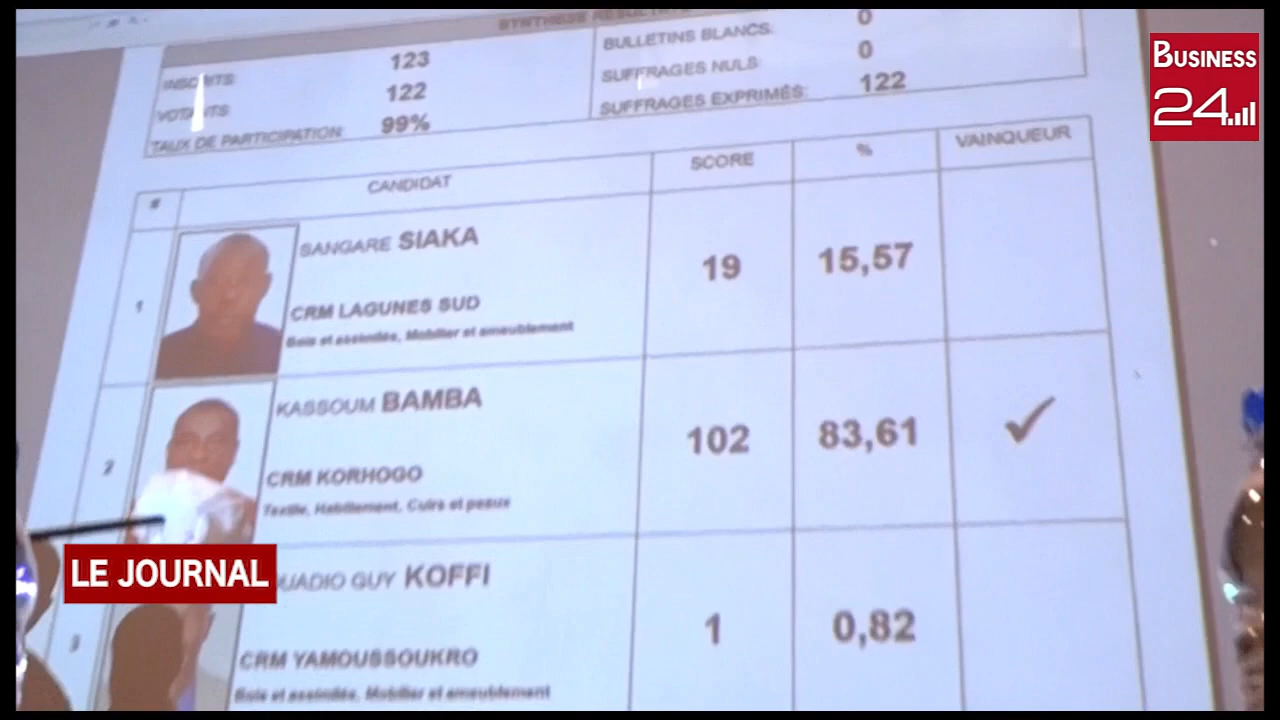 SYNTHÈSE RÉSULTATS
INSCRITS: 123
VOTANTS: 122
TAUX DE PARTICIPATION: 99%
BULLETINS BLANCS: 0
SUFFRAGES NULS: 0
SUFFRAGES EXPRIMÉS: 122
BUSINESS
24
# CANDIDAT SCORE % VAINQUEUR
1 SANGARE SIAKA 19 15,57
CRM LAGUNES SUD
Bois et assimilés, Mobilier et ameublement
2 KASSOUM BAMBA 102 83,61 ✓
CRM KORHOGO
Textile, Habillement, Cuirs et peaux
LE JOURNAL
3 GUY KOFFI 1 0,82
CRM YAMOUSSOUKRO
Bois et assimilés, Mobilier et ameublement